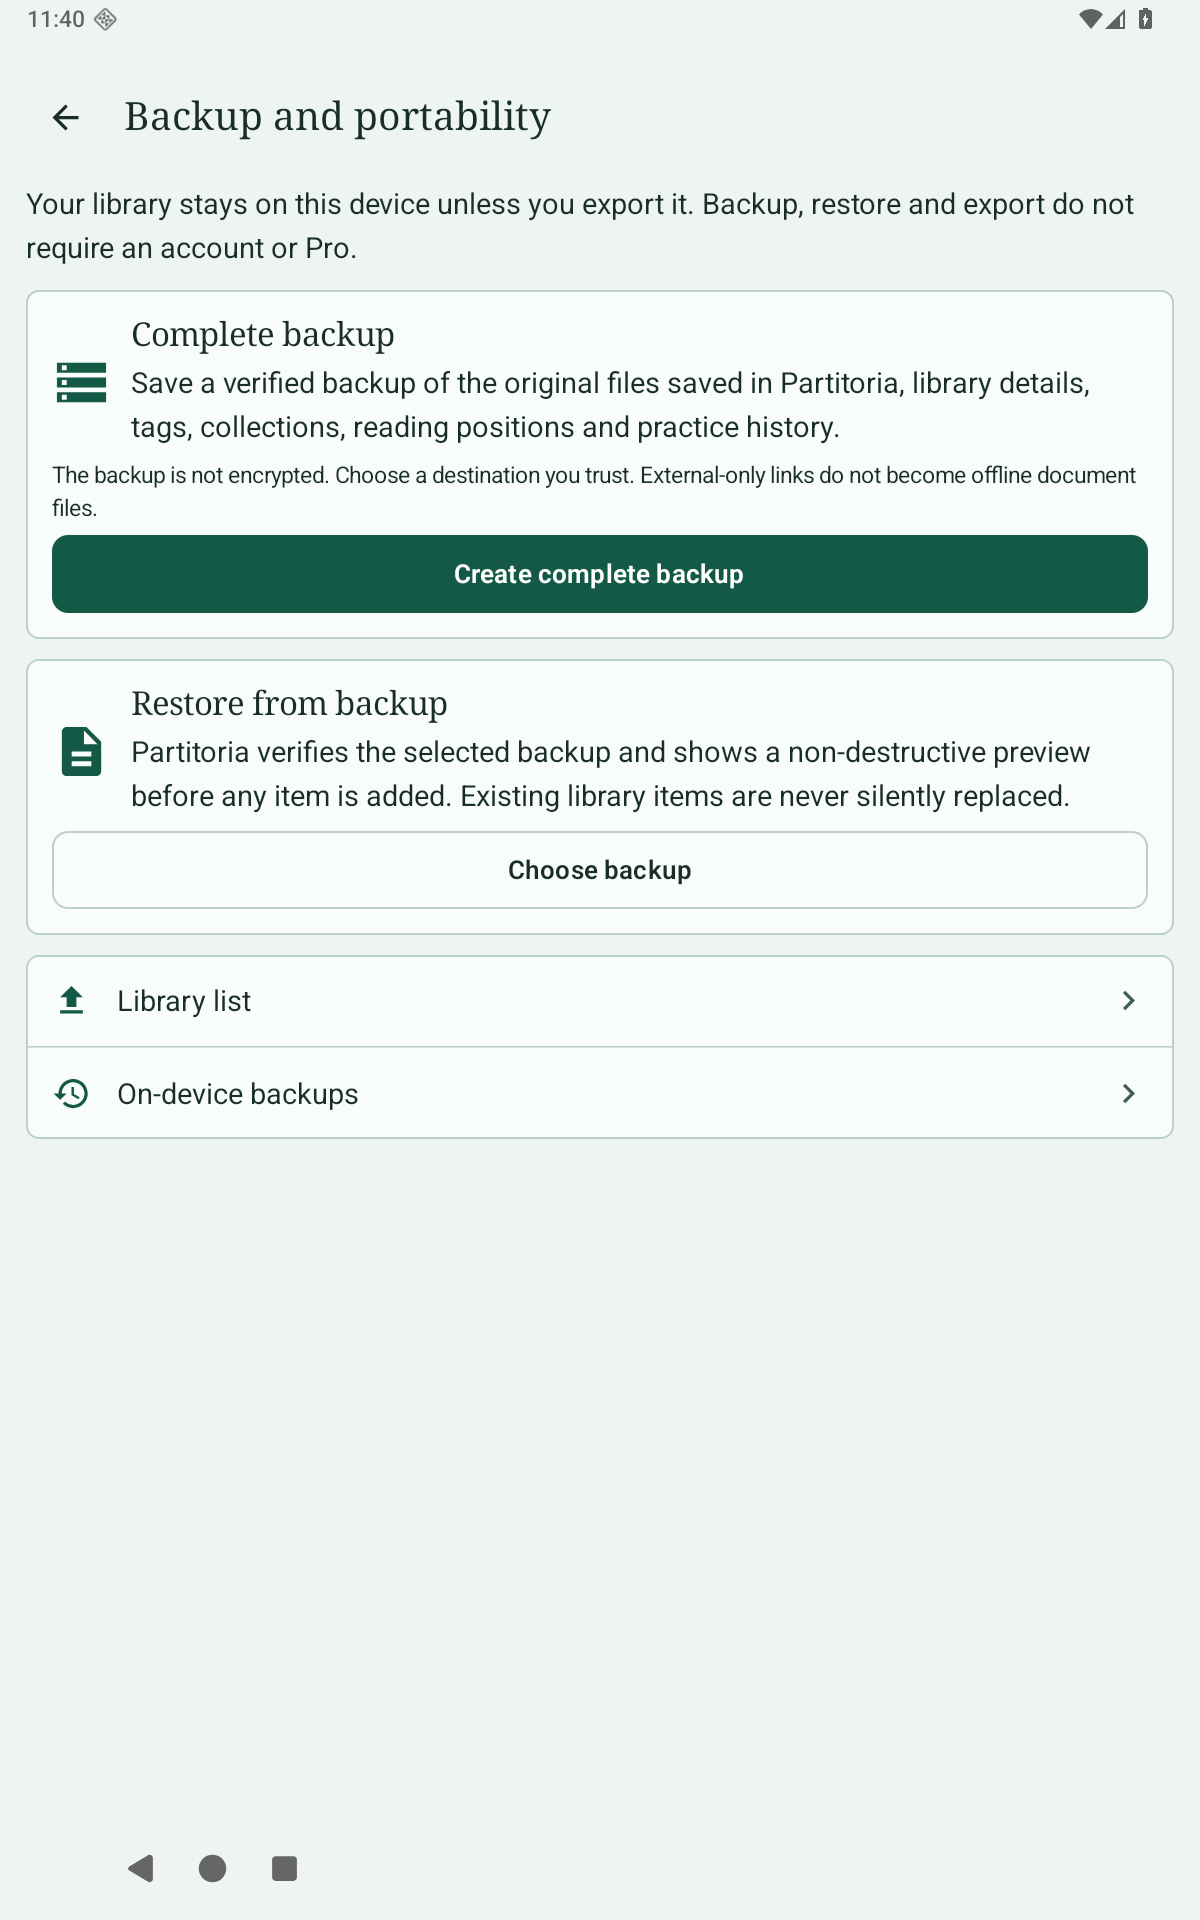 11:40
Backup and portability
Your library stays on this device unless you export it. Backup, restore and export do not
require an account or Pro.
Complete backup
Save a verified backup of the original files saved in Partitoria, library details,
tags, collections, reading positions and practice history.
The backup is not encrypted. Choose a destination you trust. External-only links do not become offline document
files.
Create complete backup
Restore from backup
Partitoria verifies the selected backup and shows a non-destructive preview
before any item is added. Existing library items are never silently replaced.
Choose backup
Library list
On-device backups